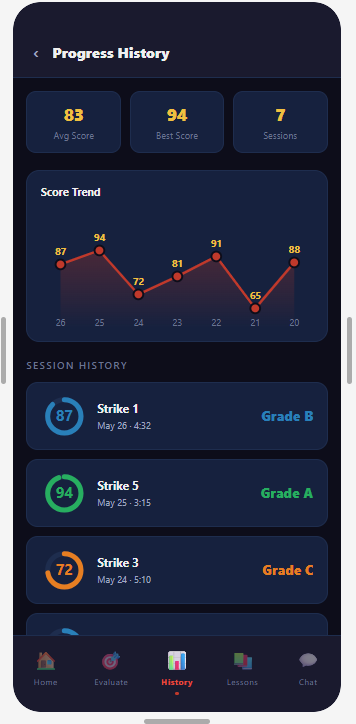 ‹ Progress History
83 94 7
Avg Score Best Score Sessions
Score Trend
87 94 72 81 91 65 88
26 25 24 23 22 21 20
SESSION HISTORY
87 Strike 1 Grade B
May 26 · 4:32
94 Strike 5 Grade A
May 25 · 3:15
72 Strike 3 Grade C
May 24 · 5:10
Home Evaluate History Lessons Chat